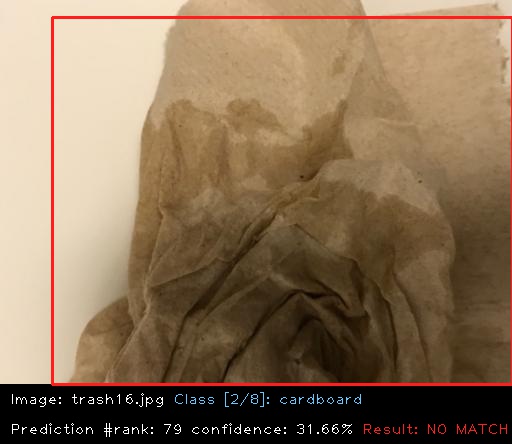 Image: trash16.jpg Class [2/8]: cardboard
Prediction #rank: 79 confidence: 31.66% Result: NO MATCH